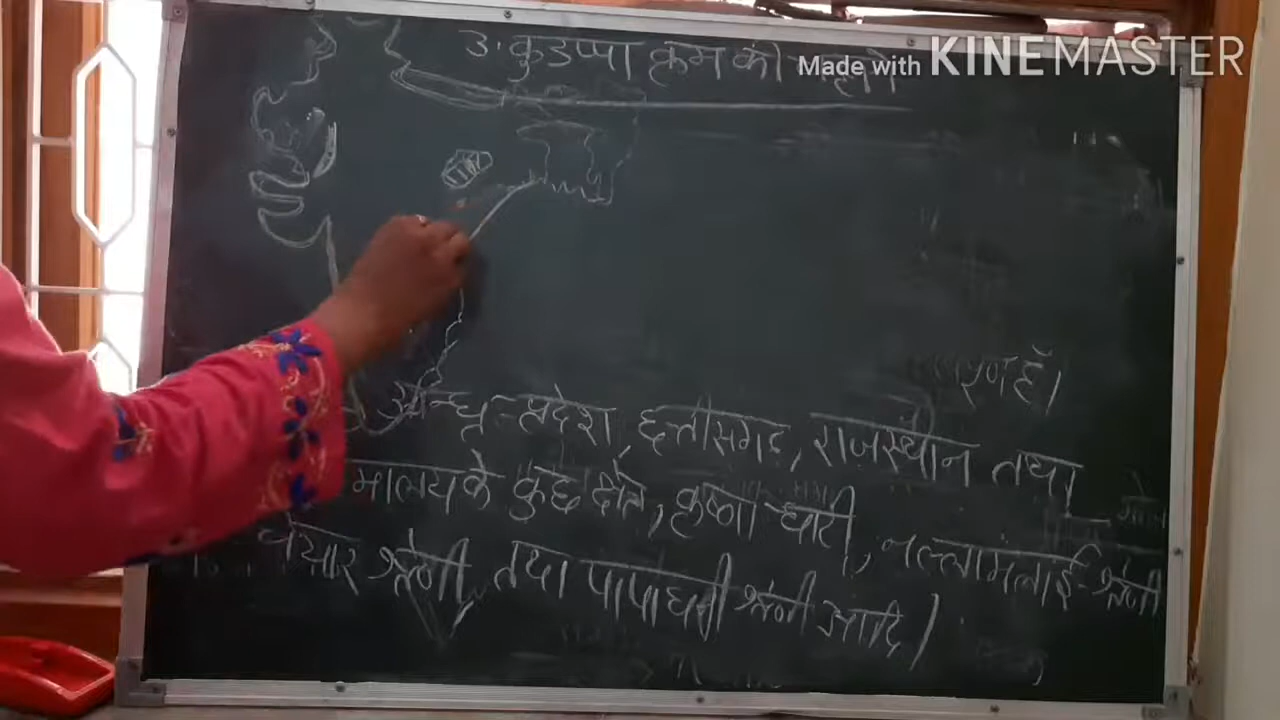 3. कुडप्पा क्रम की
Made with KINEMASTER
हैं।
आन्ध्र प्रदेश, छत्तीसगढ, राजस्थान तथा
मालय के कुछ क्षेत्र, कृष्णा घाटी, नल्लामलाई-श्रेणी
चेयार श्रेणी तथा पापाघनी श्रेणी आदि।